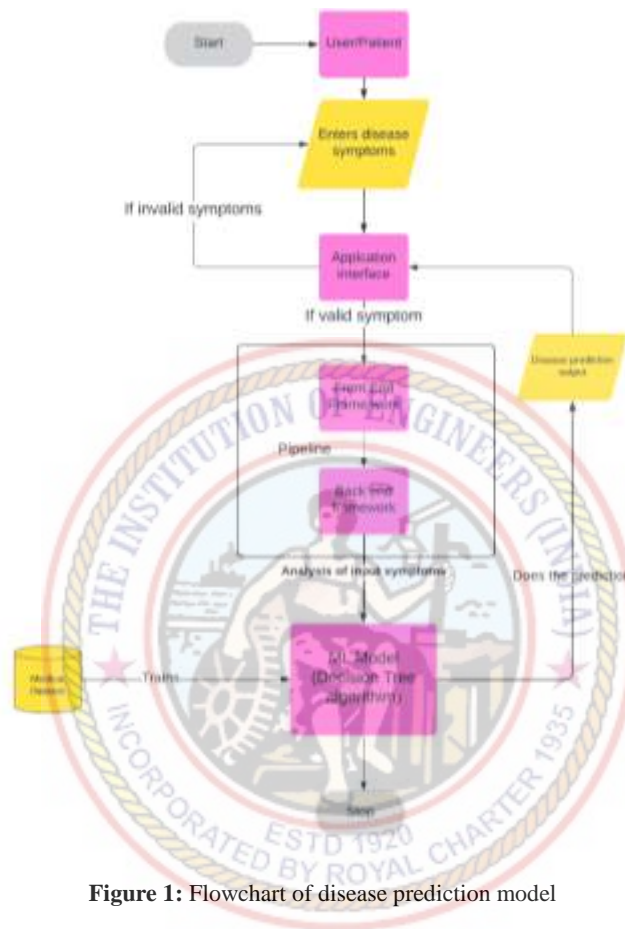 Start
User/Patient
Enters disease
symptoms
If invalid symptoms
Application
interface
If valid symptom
Disease prediction
output
Front End
Framework
Pipeline
Back end
framework
Analysis of input symptoms
Does the prediction
ML Model
(Decision Tree
algorithm)
Medical
Dataset
Trains
Stop
THE INSTITUTION OF ENGINEERS (INDIA)
ESTD 1920
INCORPORATED BY ROYAL CHARTER 1935
Figure 1: Flowchart of disease prediction model